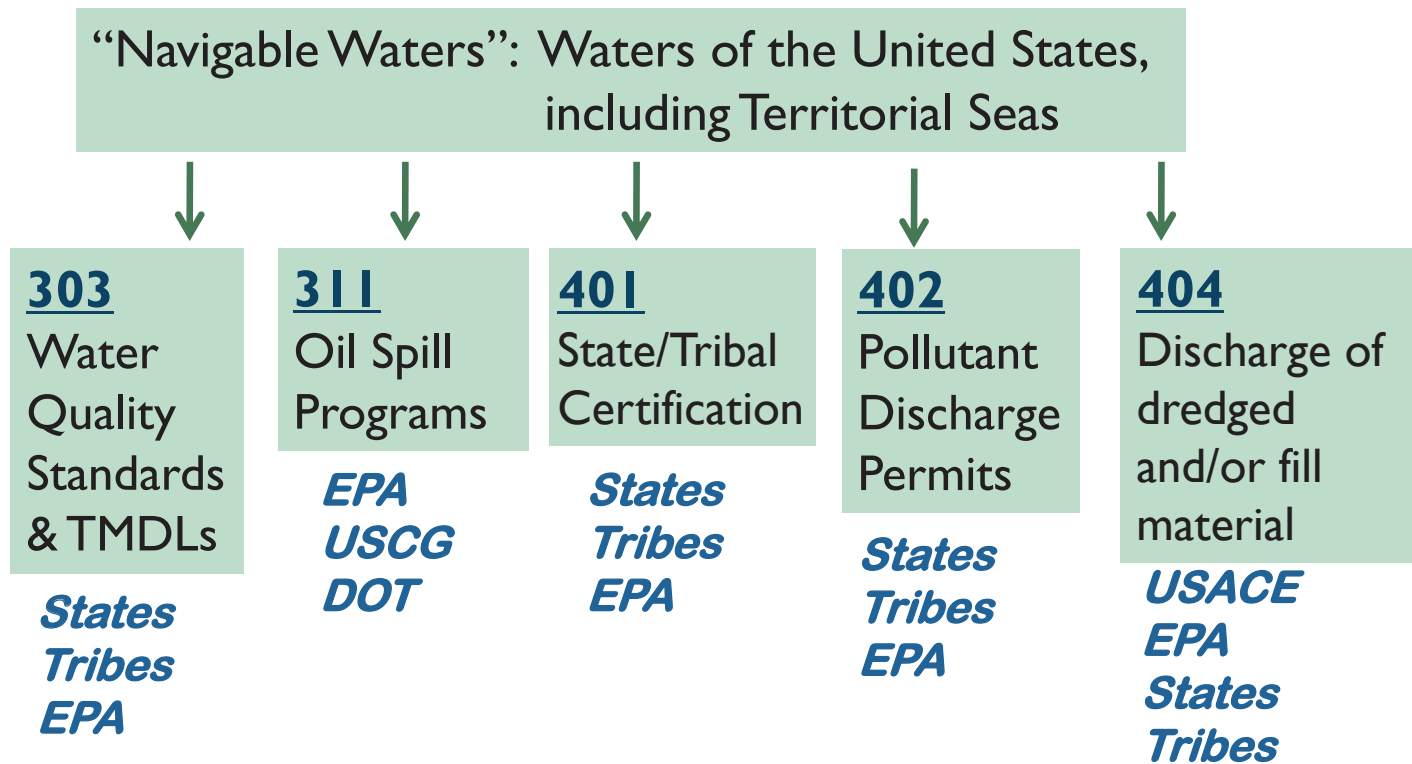 “Navigable Waters”: Waters of the United States,
including Territorial Seas
303
Water
Quality
Standards
& TMDLs
States
Tribes
EPA
311
Oil Spill
Programs
EPA
USCG
DOT
401
State/Tribal
Certification
States
Tribes
EPA
402
Pollutant
Discharge
Permits
States
Tribes
EPA
404
Discharge of
dredged
and/or fill
material
USACE
EPA
States
Tribes